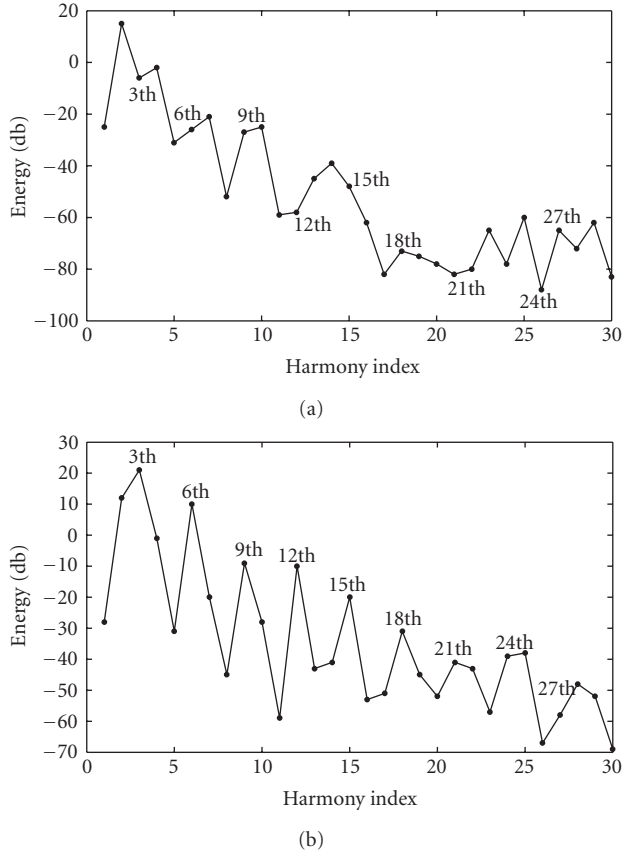 20
0
−20
−40
−60
−80
−100
Energy (db)
3th
6th
9th
12th
15th
18th
21th
24th
27th
0 5 10 15 20 25 30
Harmony index
(a)
30
20
10
0
−10
−20
−30
−40
−50
−60
−70
Energy (db)
3th
6th
9th
12th
15th
18th
21th
24th
27th
0 5 10 15 20 25 30
Harmony index
(b)